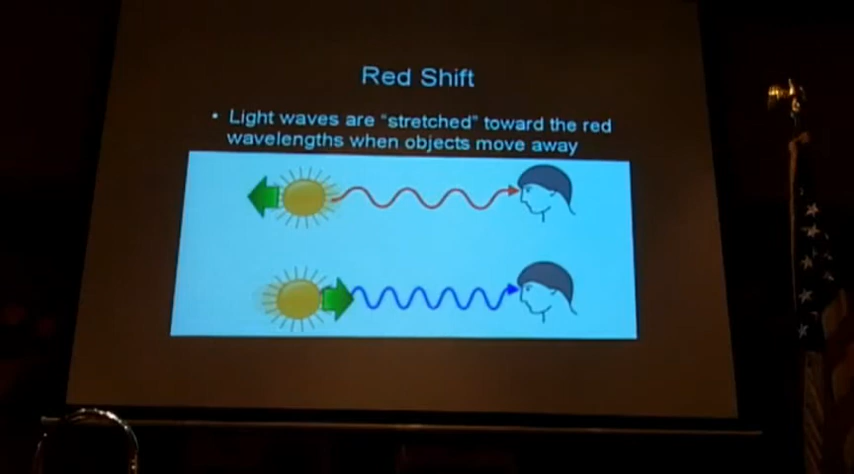 Red Shift
• Light waves are "stretched" toward the red
wavelengths when objects move away